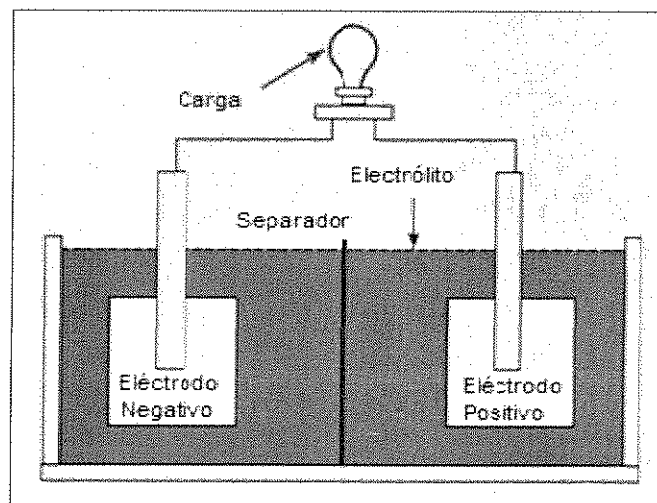 Carga
Electrólito
Separador
Eléctrodo
Negativo
Eléctrodo
Positivo